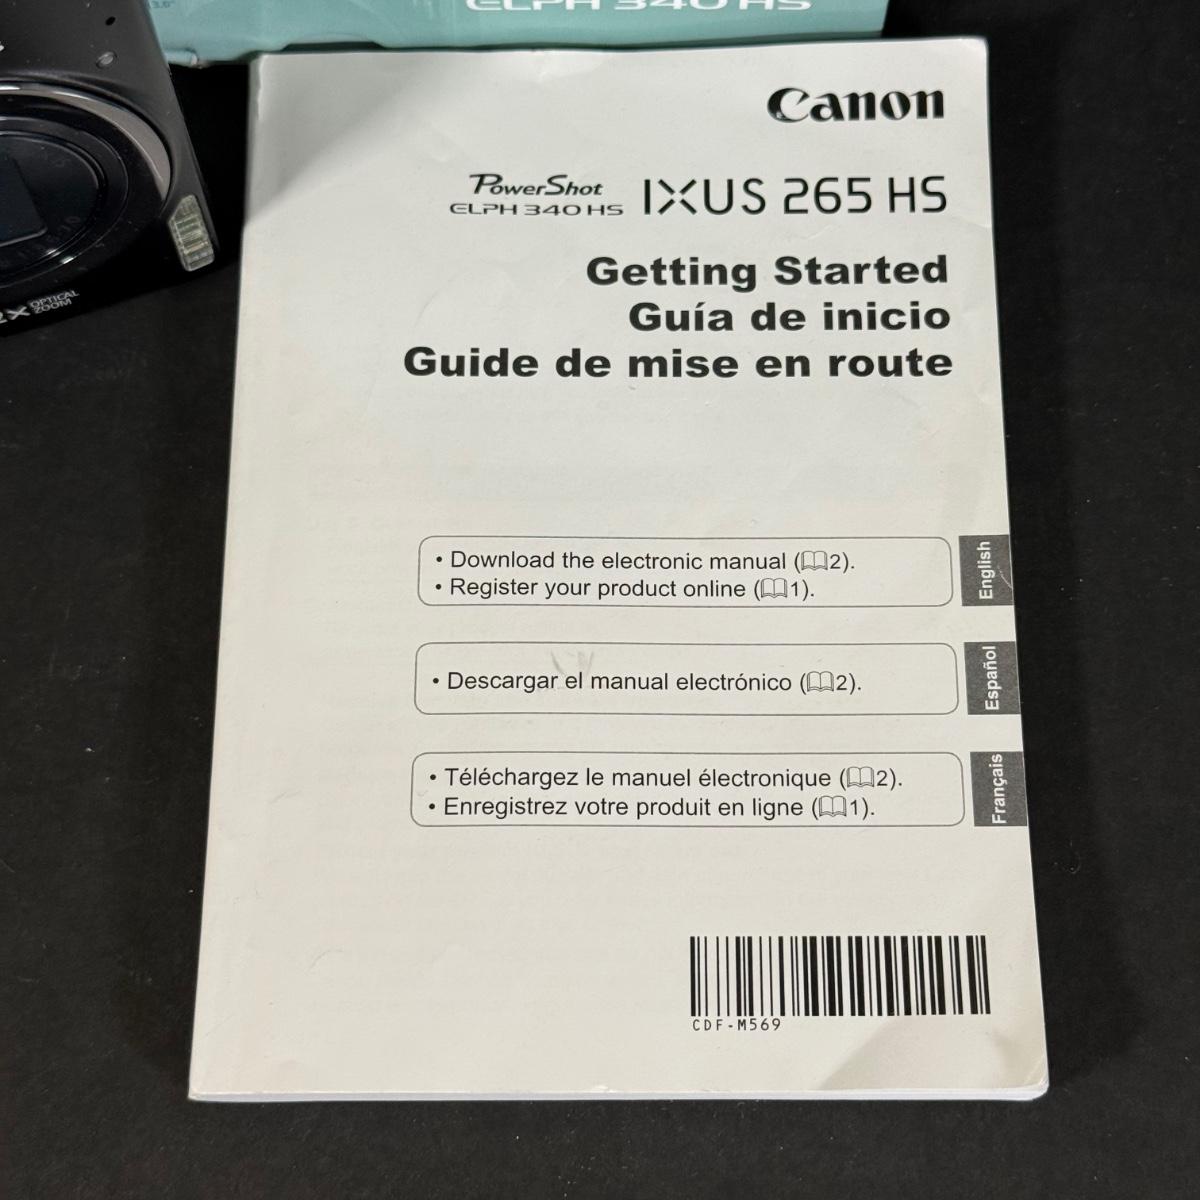 ELPH 340 HS
Canon
PowerShot
ELPH 340 HS IXUS 265 HS
Getting Started
Guía de inicio
Guide de mise en route
• Download the electronic manual (2).
• Register your product online (1).
English
• Descargar el manual electrónico (2).
Español
• Téléchargez le manuel électronique (2).
• Enregistrez votre produit en ligne (1).
Français
CDF-M569
OPTICAL
ZOOM